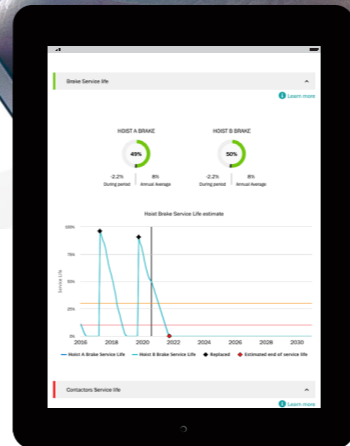 Brake Service life
Learn more
HOIST A BRAKE
HOIST B BRAKE
49%
50%
-2,2%
8%
-2,2%
8%
During period
Annual Average
During period
Annual Average
Hoist Brake Service Life estimate
100%
75%
50%
25%
0%
Service Life
2016
2018
2020
2022
2024
2026
2028
2030
Hoist A Brake Service Life
Hoist B Brake Service Life
Replaced
Estimated end of service life
Contactors Service life
Learn more